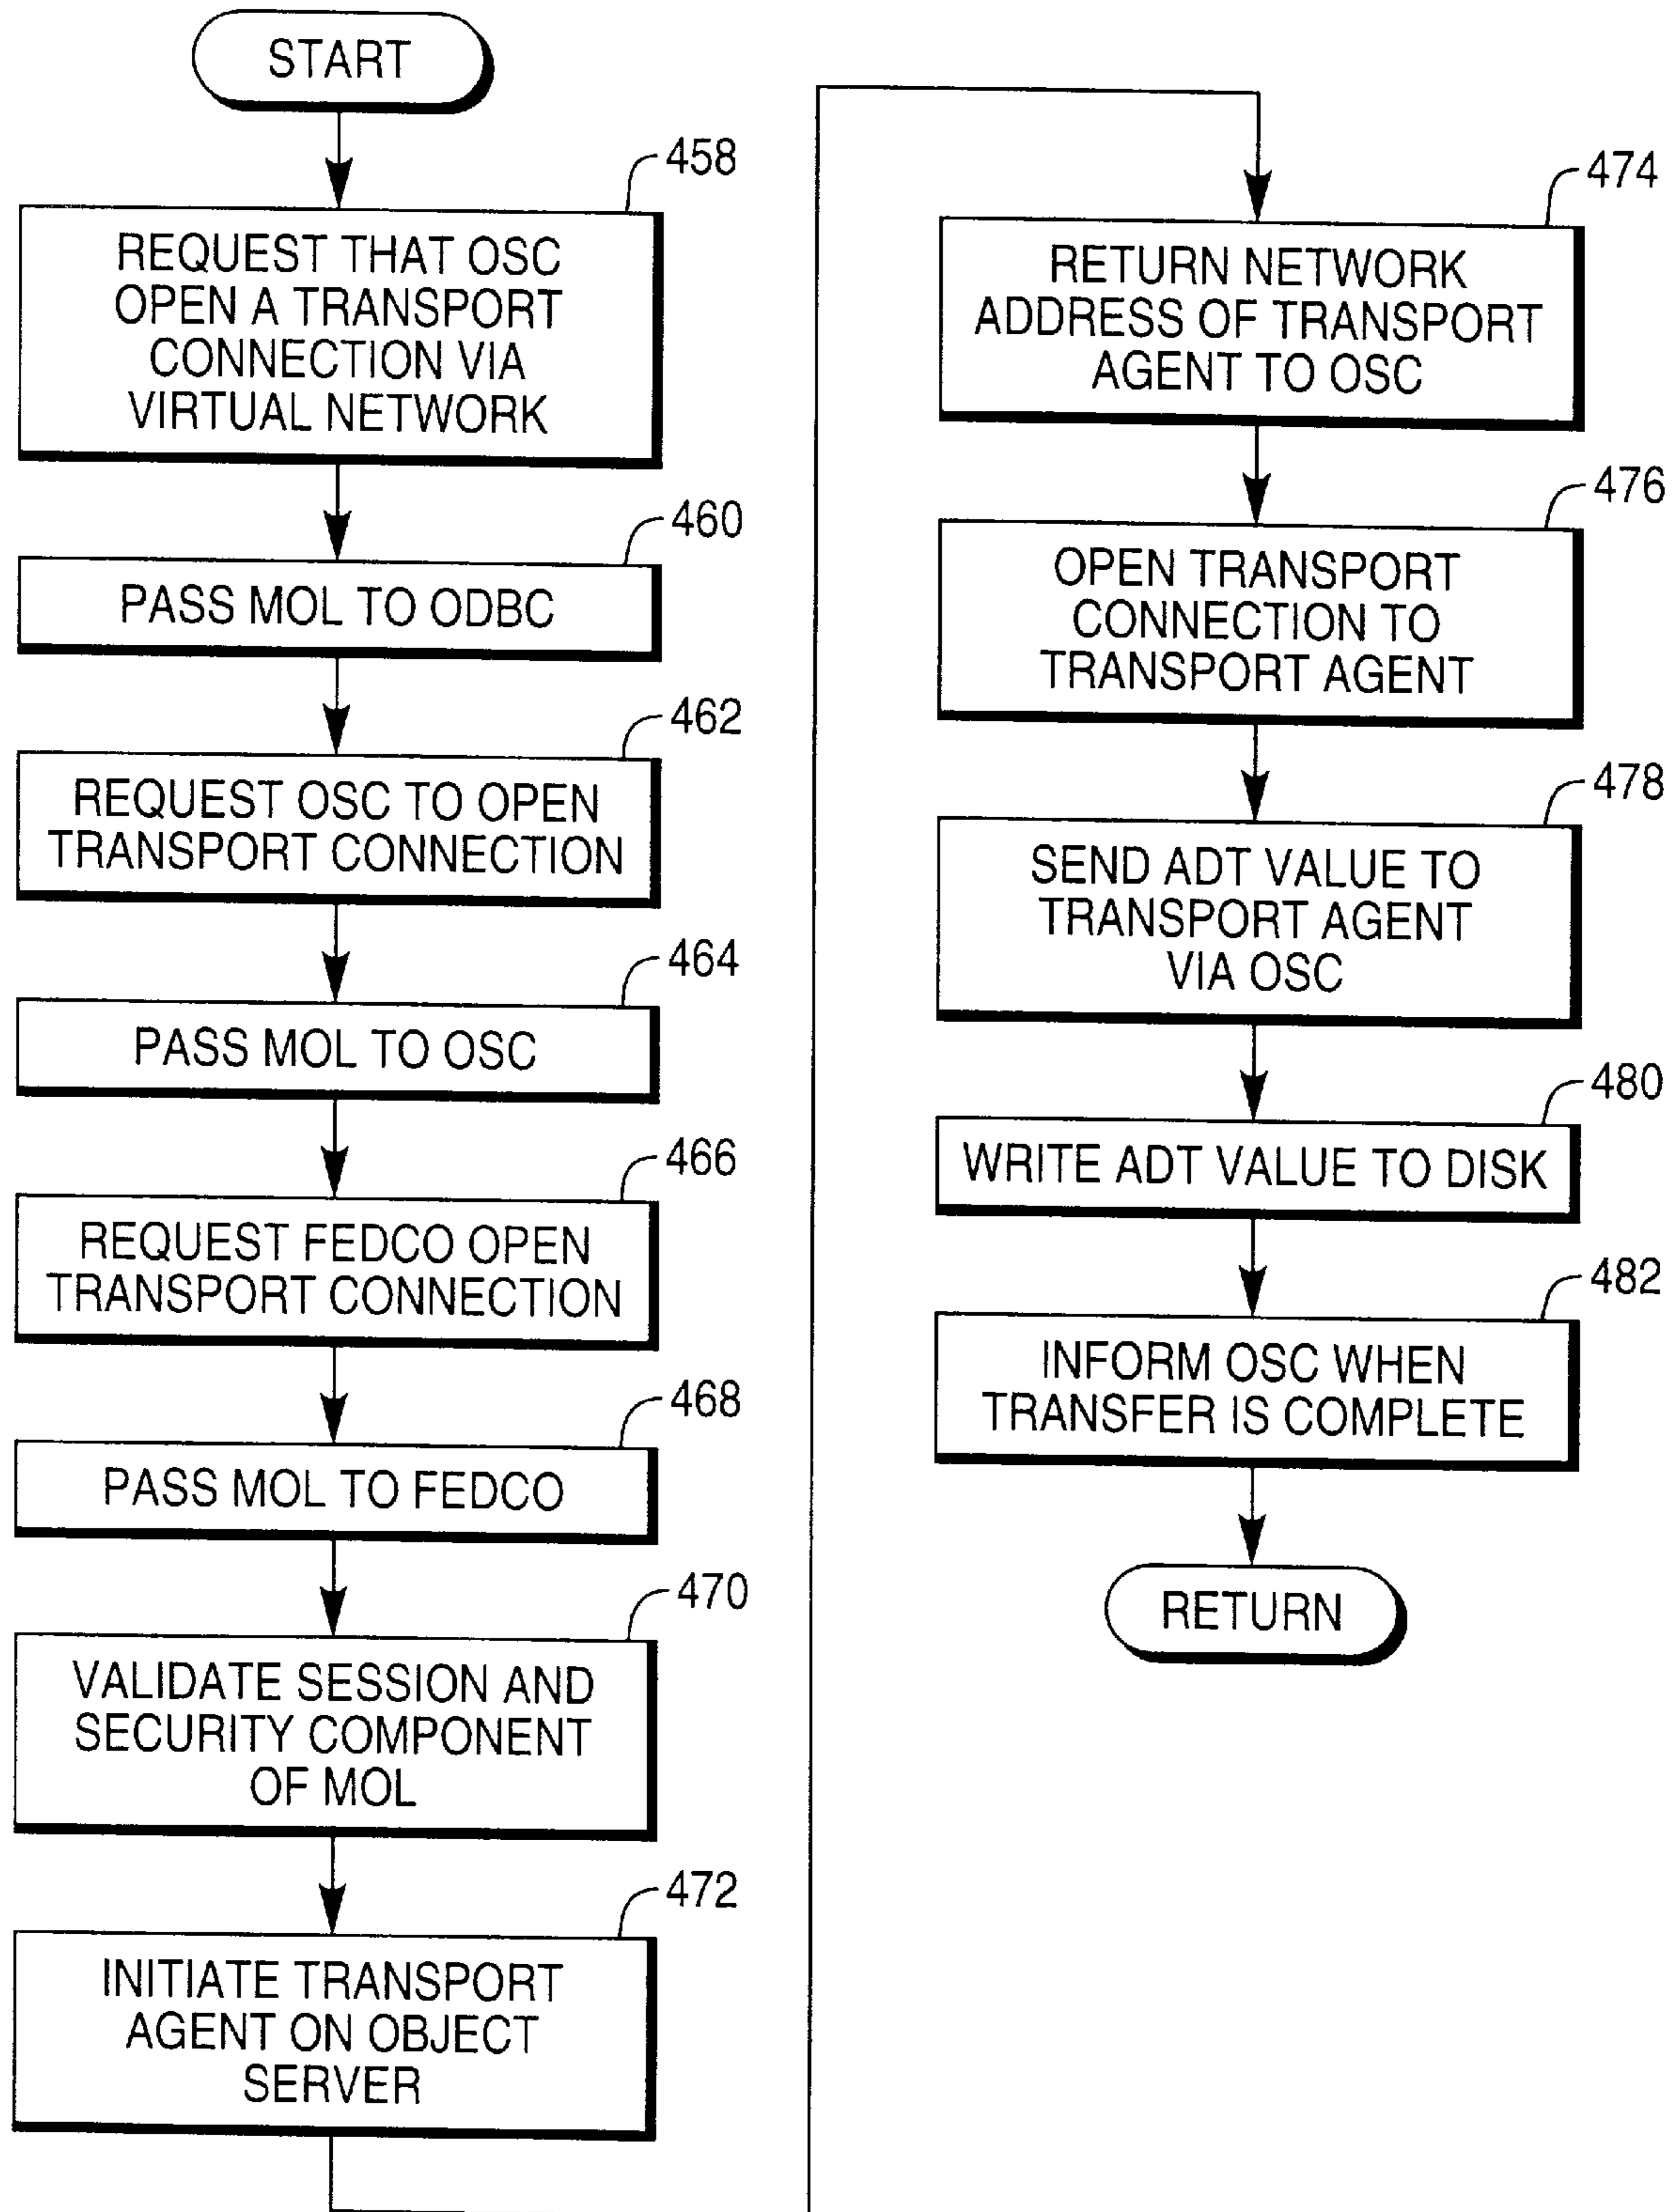 START
458
REQUEST THAT OSC
OPEN A TRANSPORT
CONNECTION VIA
VIRTUAL NETWORK
460
PASS MOL TO ODBC
462
REQUEST OSC TO OPEN
TRANSPORT CONNECTION
464
PASS MOL TO OSC
466
REQUEST FEDCO OPEN
TRANSPORT CONNECTION
468
PASS MOL TO FEDCO
470
VALIDATE SESSION AND
SECURITY COMPONENT
OF MOL
472
INITIATE TRANSPORT
AGENT ON OBJECT
SERVER
474
RETURN NETWORK
ADDRESS OF TRANSPORT
AGENT TO OSC
476
OPEN TRANSPORT
CONNECTION TO
TRANSPORT AGENT
478
SEND ADT VALUE TO
TRANSPORT AGENT
VIA OSC
480
WRITE ADT VALUE TO DISK
482
INFORM OSC WHEN
TRANSFER IS COMPLETE
RETURN